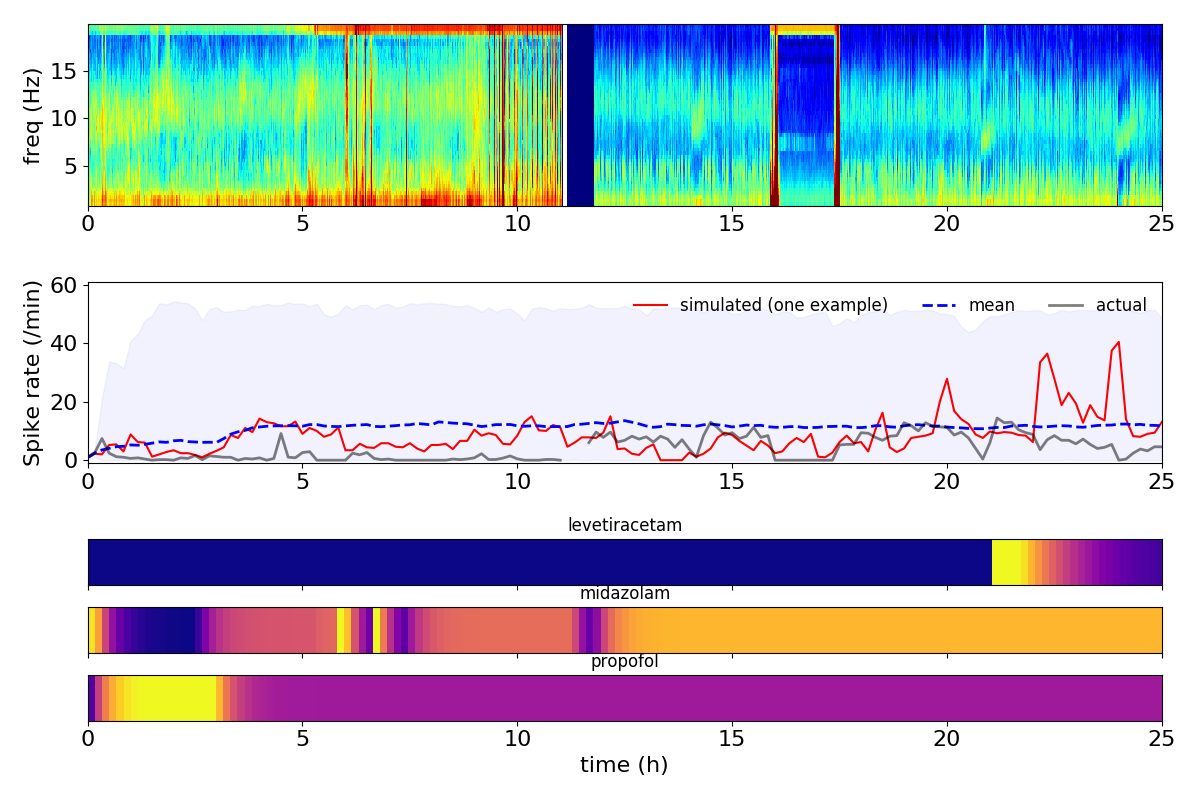 freq (Hz)
15
10
5
0 5 10 15 20 25
Spike rate (/min)
60
40
20
0
simulated (one example) mean actual
0 5 10 15 20 25
levetiracetam
midazolam
propofol
0 5 10 15 20 25
time (h)